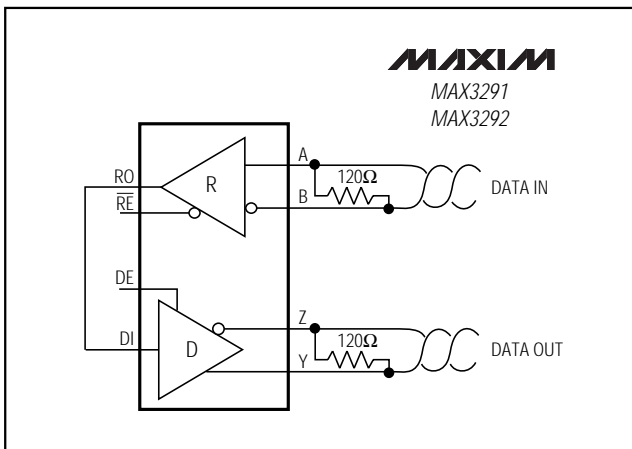 MAXIM
MAX3291
MAX3292
A
RO
R
120Ω
DATA IN
RE
B
DE
Z
DI
D
120Ω
DATA OUT
Y